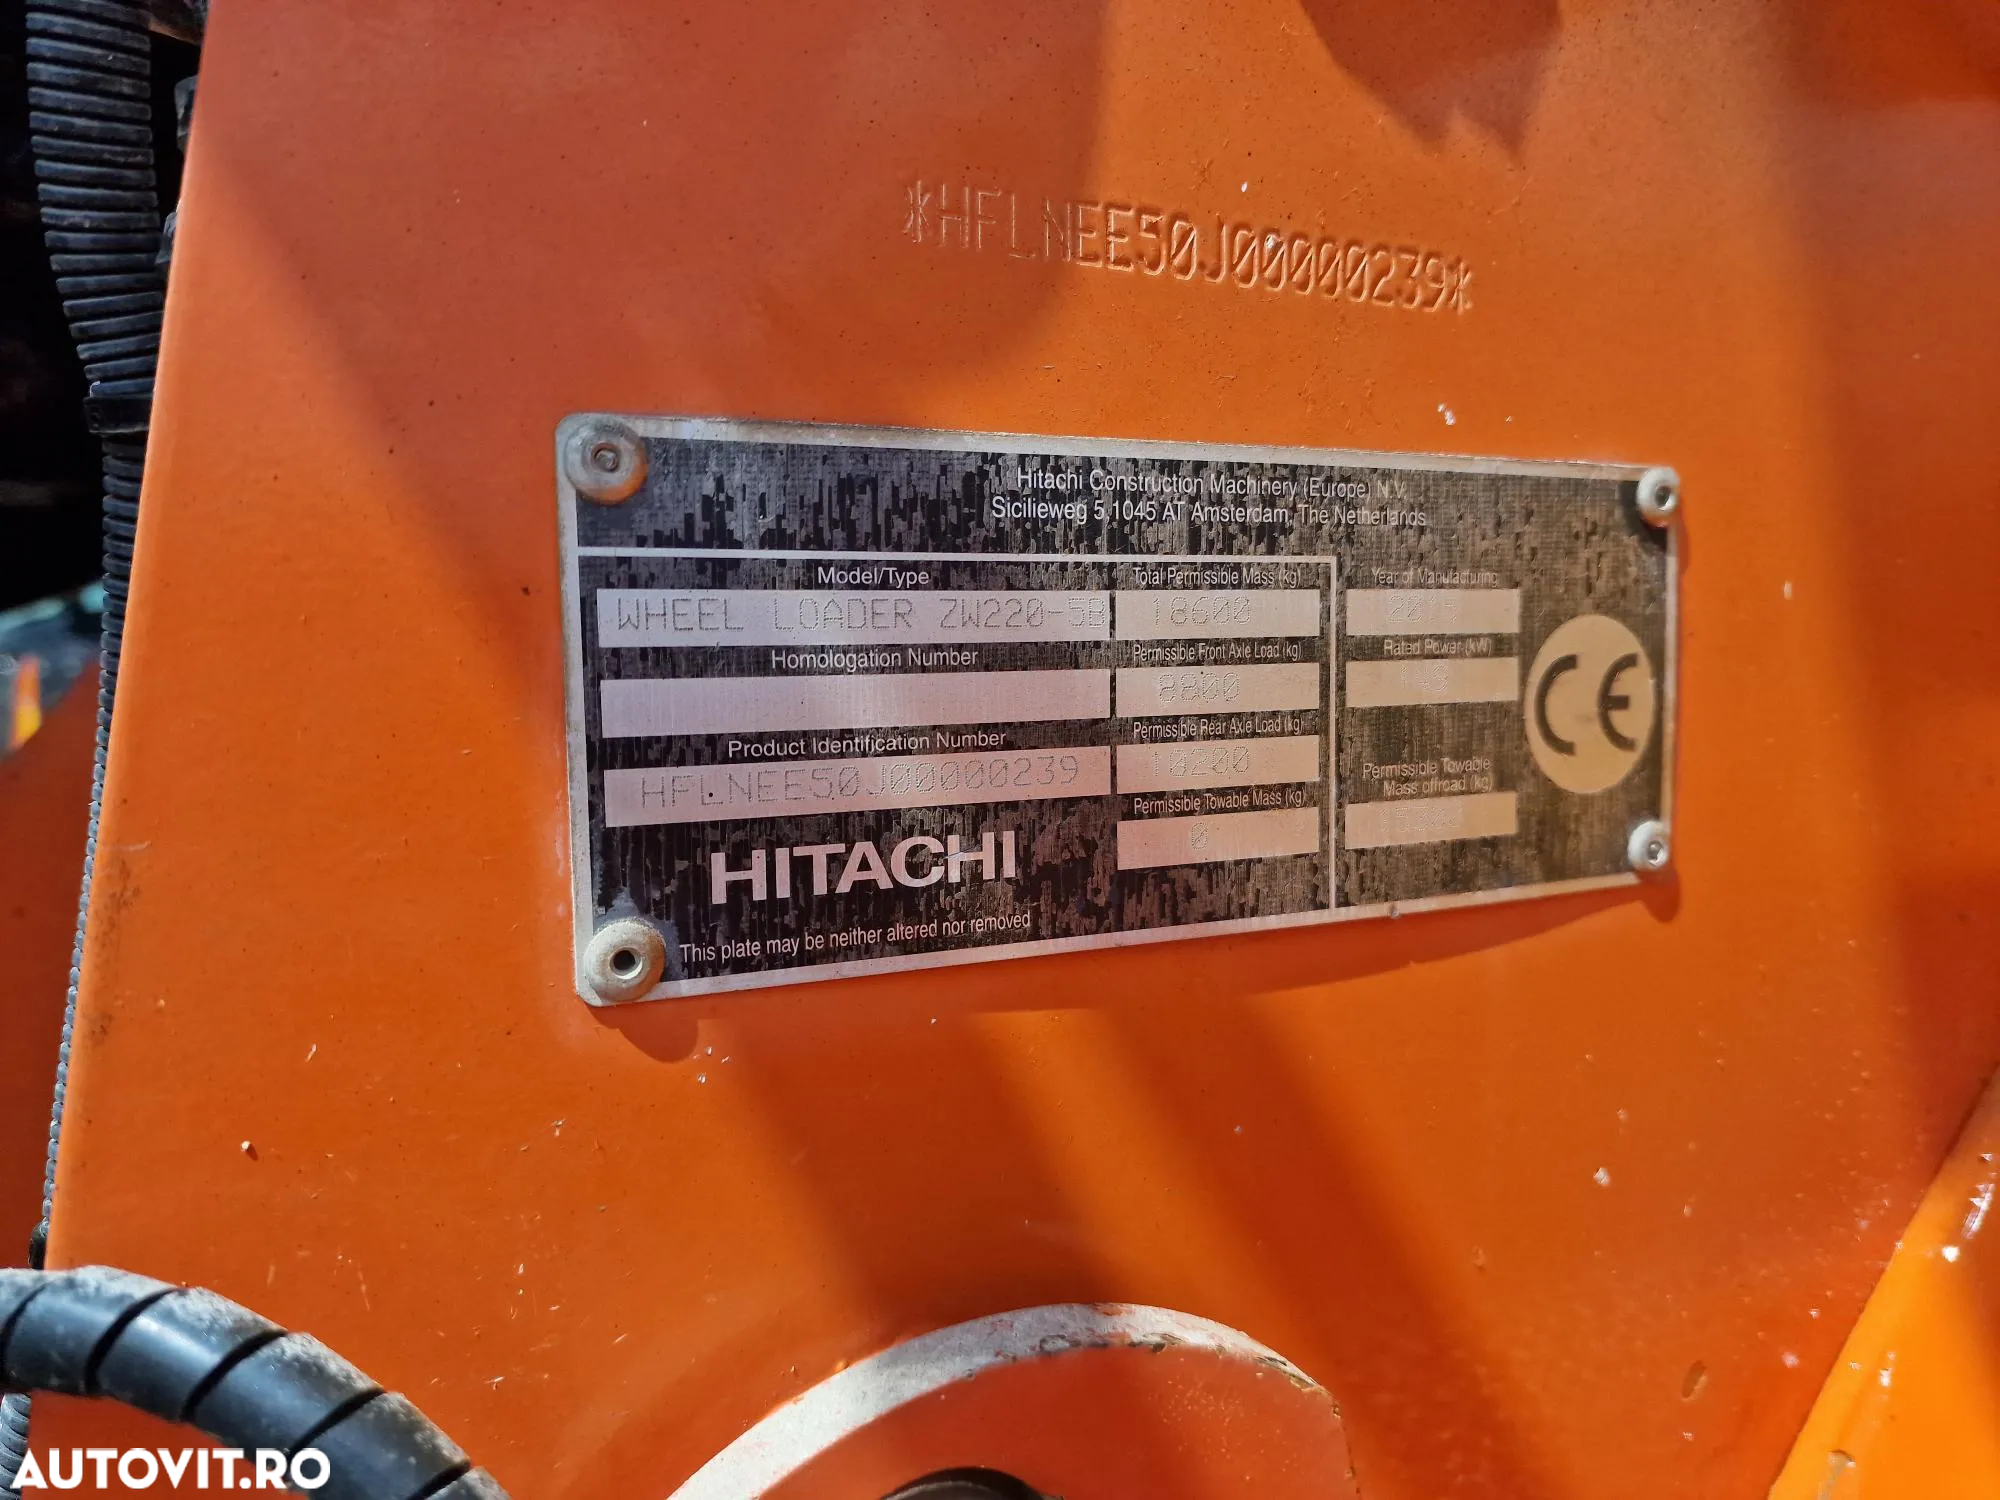 *HFLNEE50J00000239*
Hitachi Construction Machinery (Europe) N.V.
Sicilieweg 5, 1045 AT Amsterdam, The Netherlands
Model/Type
WHEEL LOADER ZW220-5B
Homologation Number
Product Identification Number
HFLNEE50J00000239
HITACHI
This plate may be neither altered nor removed
Total Permissible Mass (kg)
18600
Permissible Front Axle Load (kg)
8800
Permissible Rear Axle Load (kg)
10200
Permissible Towable Mass (kg)
0
Year of Manufacturing
Rated Power (kW)
Permissible Towable
Mass offroad (kg)
CE
AUTOVIT.RO